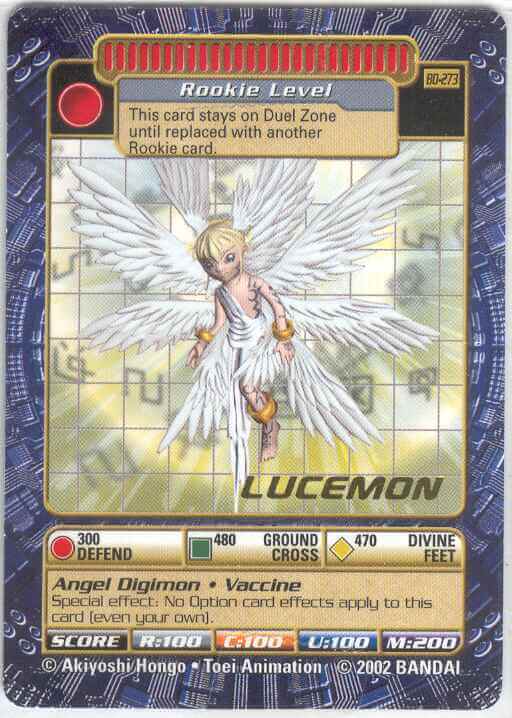 BO-273
Rookie Level
This card stays on Duel Zone
until replaced with another
Rookie card.
LUCEMON
300 DEFEND
480 GROUND CROSS
470 DIVINE FEET
Angel Digimon • Vaccine
Special effect: No Option card effects apply to this
card (even your own).
SCORE R:100 C:100 U:100 M:200
© Akiyoshi Hongo • Toei Animation © 2002 BANDAI